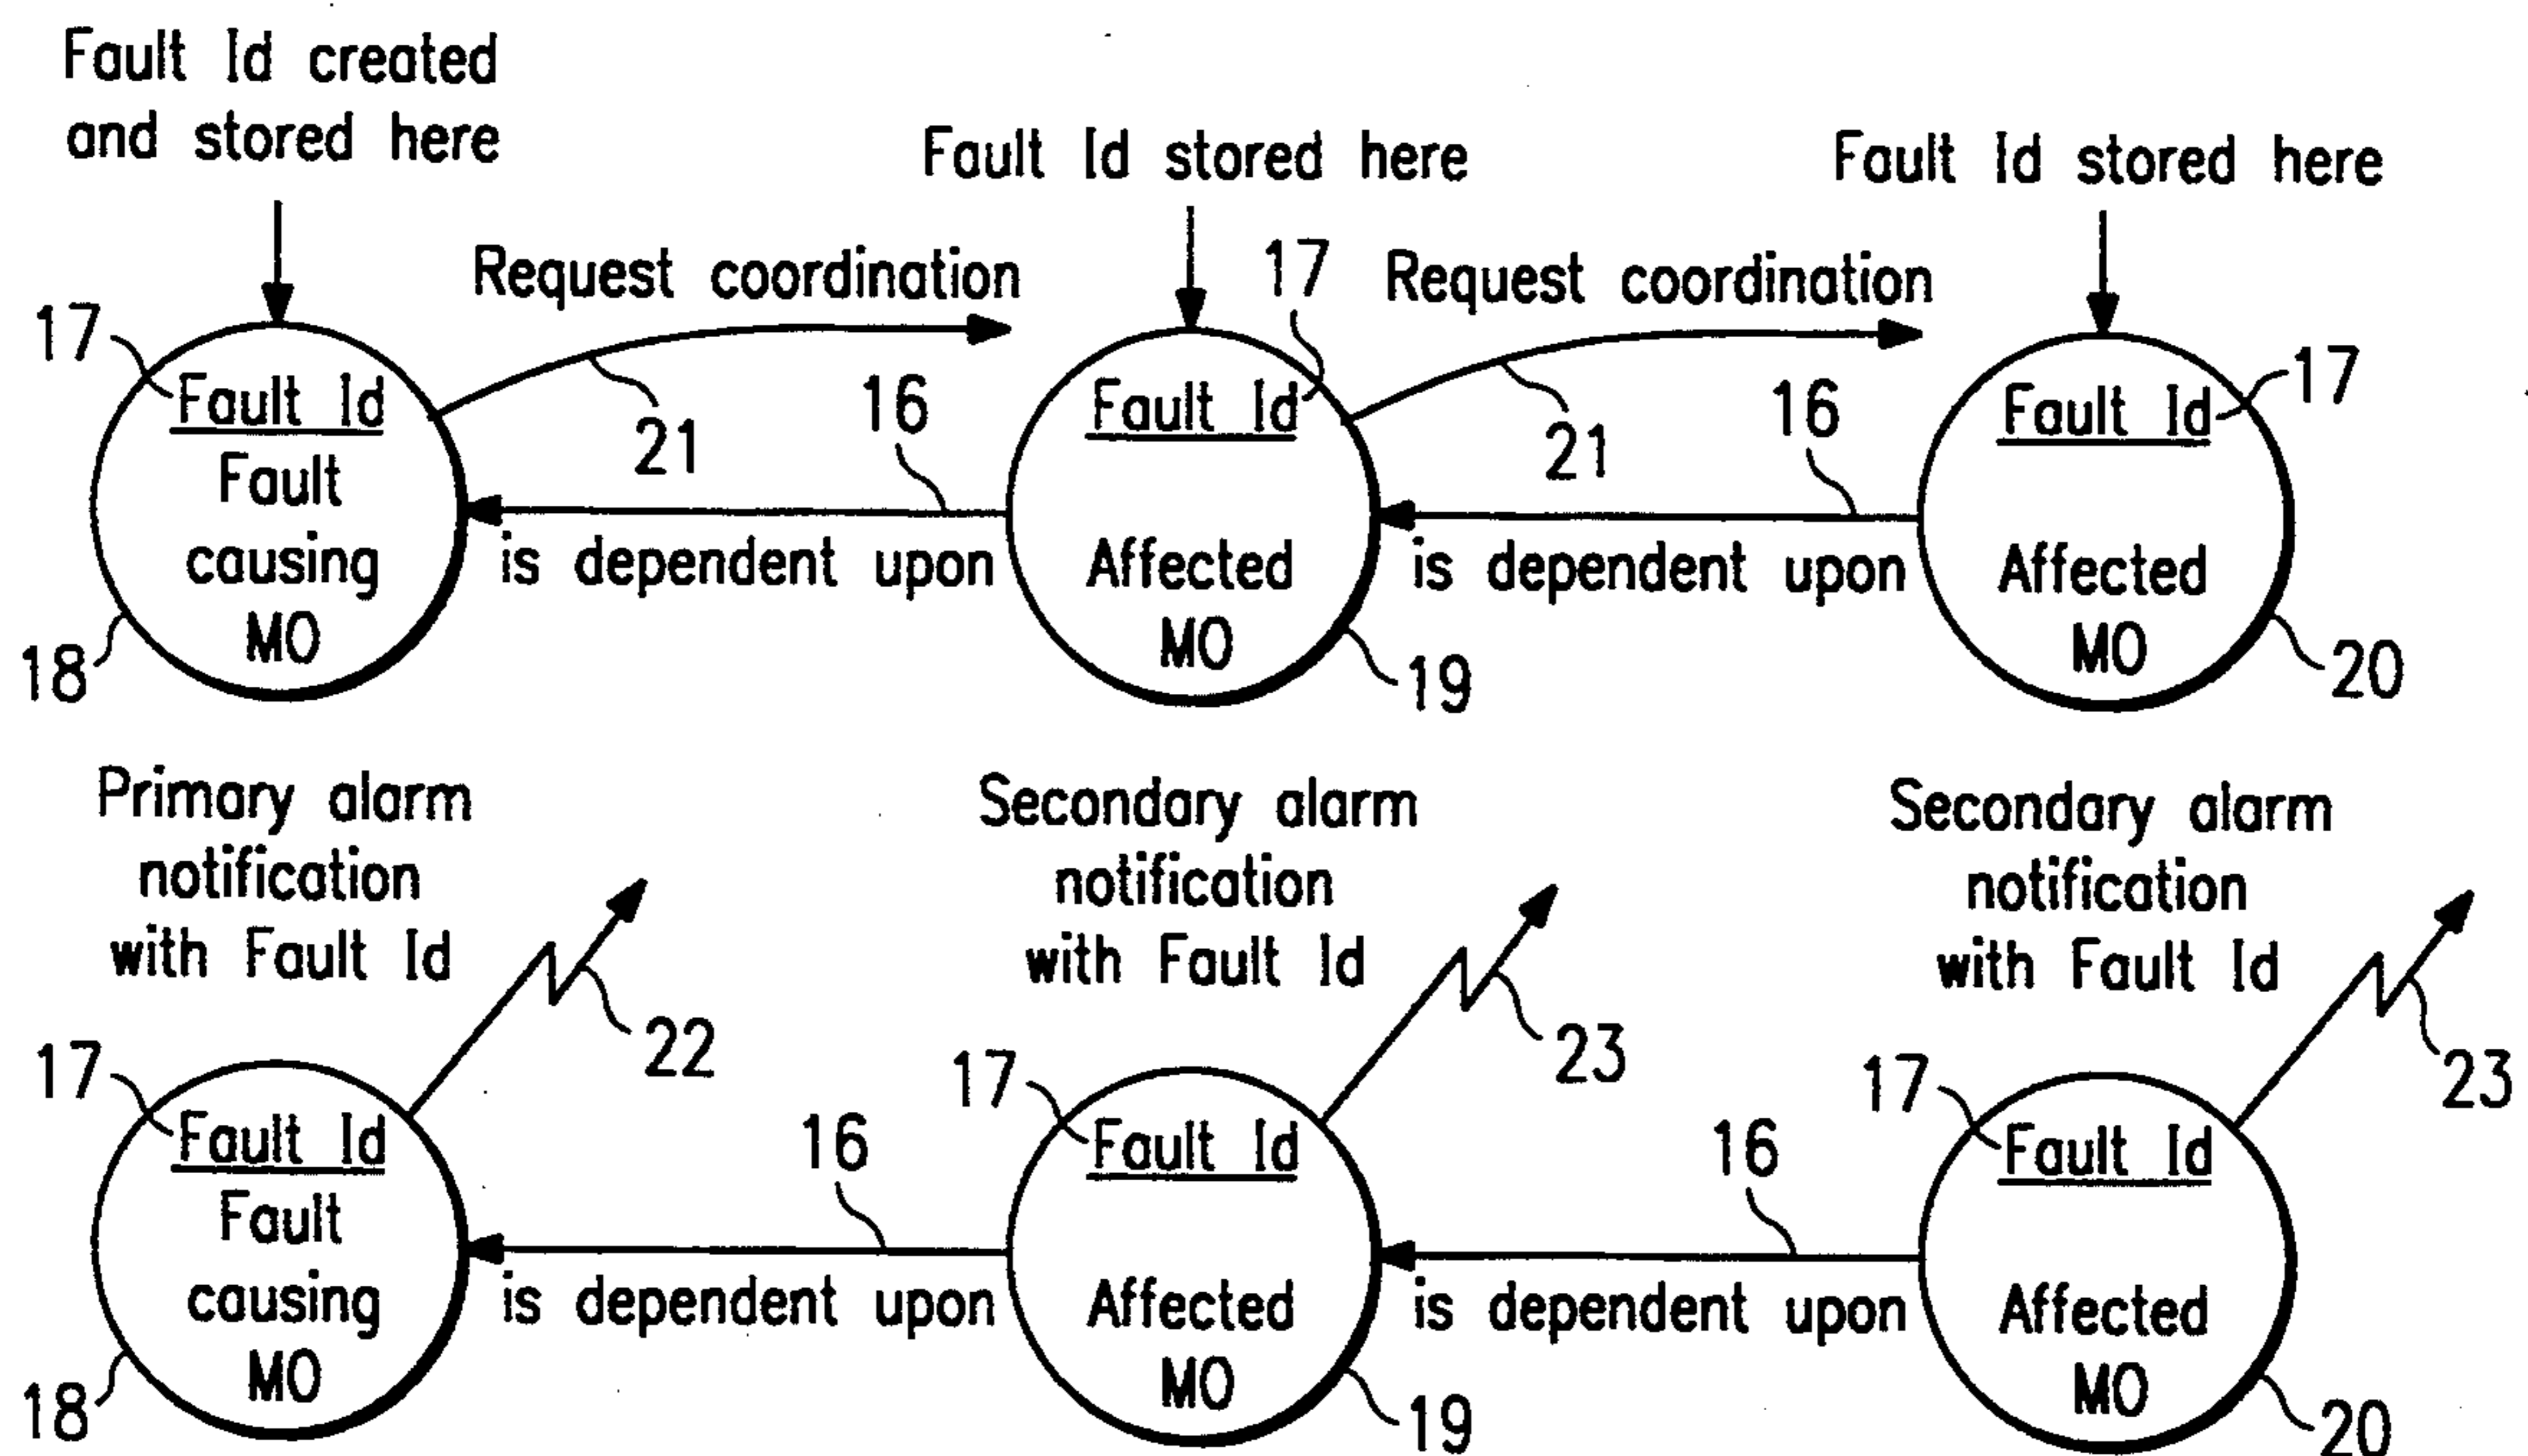 Fault Id created
and stored here
Fault Id stored here
Fault Id stored here
Request coordination
17
Request coordination
17
Fault Id
Fault
causing
MO
18
21
16
is dependent upon
Fault Id
Affected
MO
19
21
16
is dependent upon
Fault Id
17
Affected
MO
20
Primary alarm
notification
with Fault Id
22
Secondary alarm
notification
with Fault Id
23
Secondary alarm
notification
with Fault Id
23
17
Fault Id
Fault
causing
MO
18
16
is dependent upon
17
Fault Id
Affected
MO
19
16
is dependent upon
17
Fault Id
Affected
MO
20